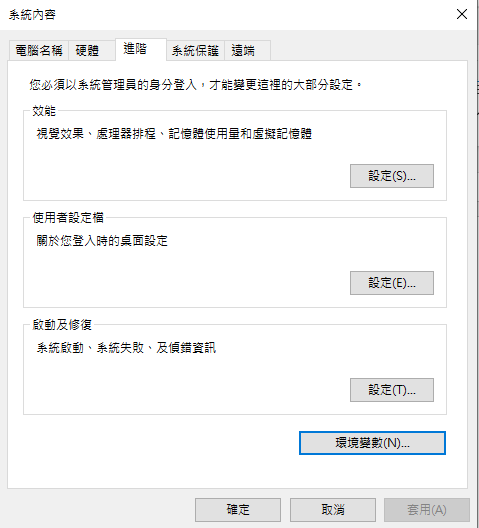 系統內容
電腦名稱 硬體 進階 系統保護 遠端
您必須以系統管理員的身分登入，才能變更這裡的大部分設定。
效能
視覺效果、處理器排程、記憶體使用量和虛擬記憶體
設定(S)...
使用者設定檔
關於您登入時的桌面設定
設定(E)...
啟動及修復
系統啟動、系統失敗、及偵錯資訊
設定(T)...
環境變數(N)...
確定 取消 套用(A)